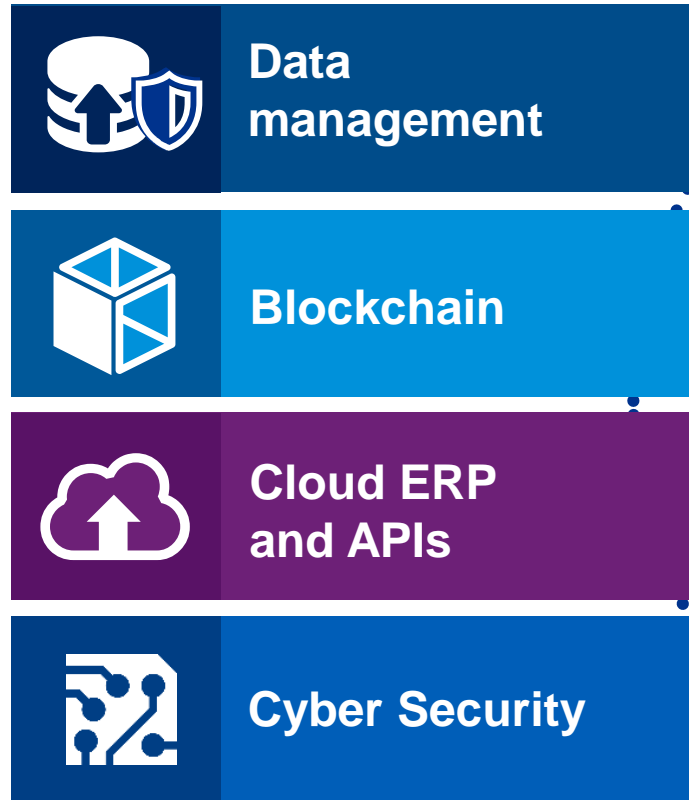 Data
management
Blockchain
Cloud ERP
and APIs
Cyber Security